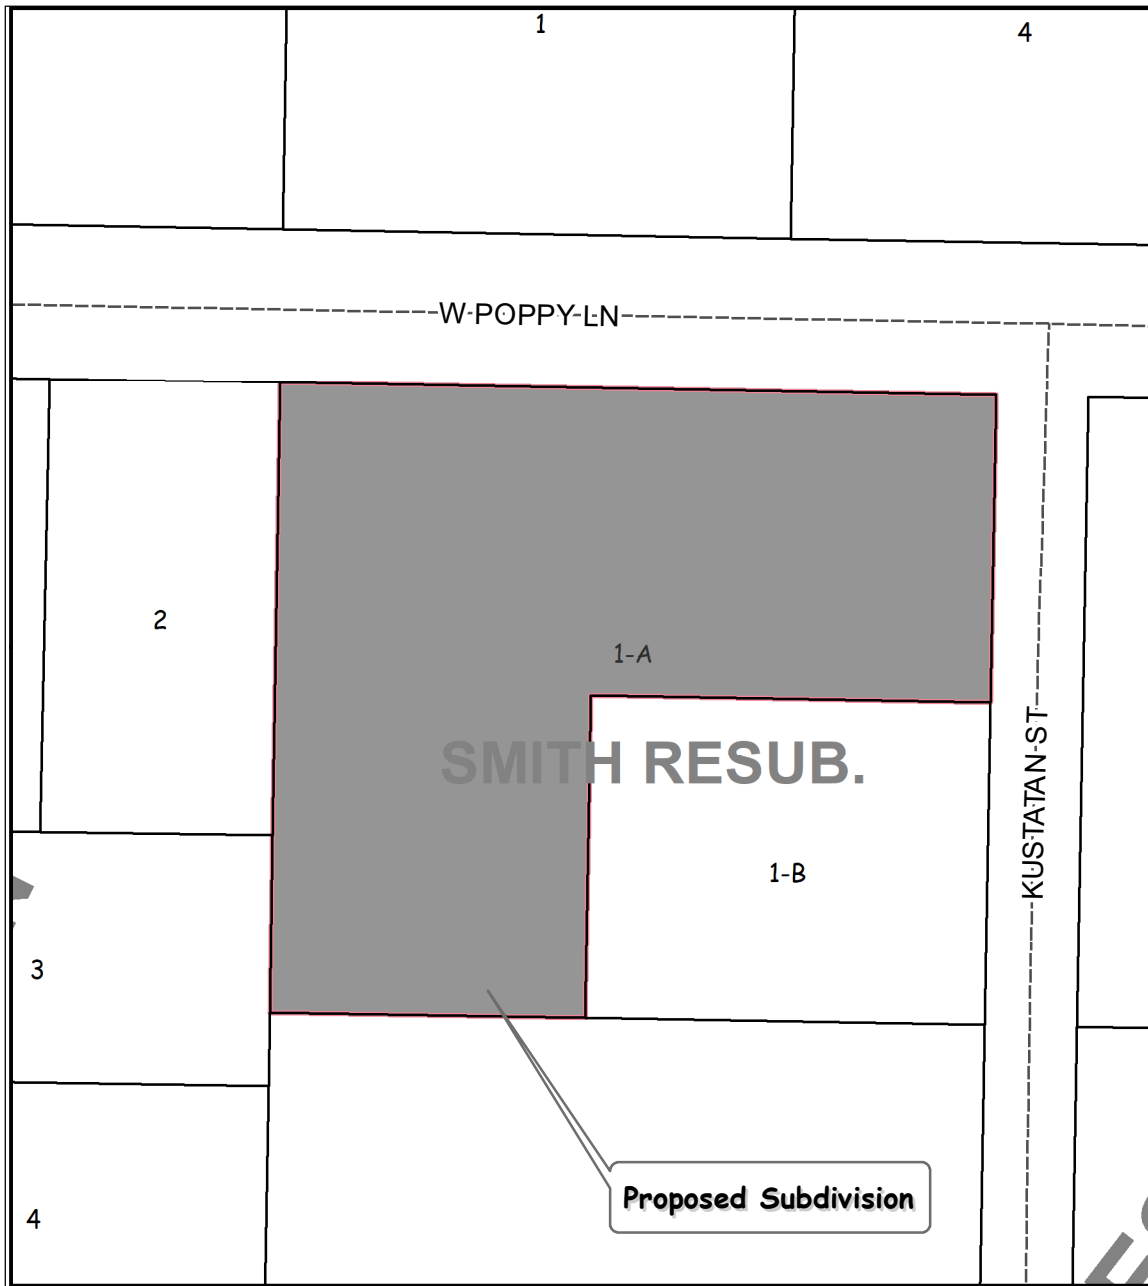 1
4
W POPPY LN
2
1-A
SMITH RESUB.
KUSTATAN ST
1-B
3
Proposed Subdivision
4